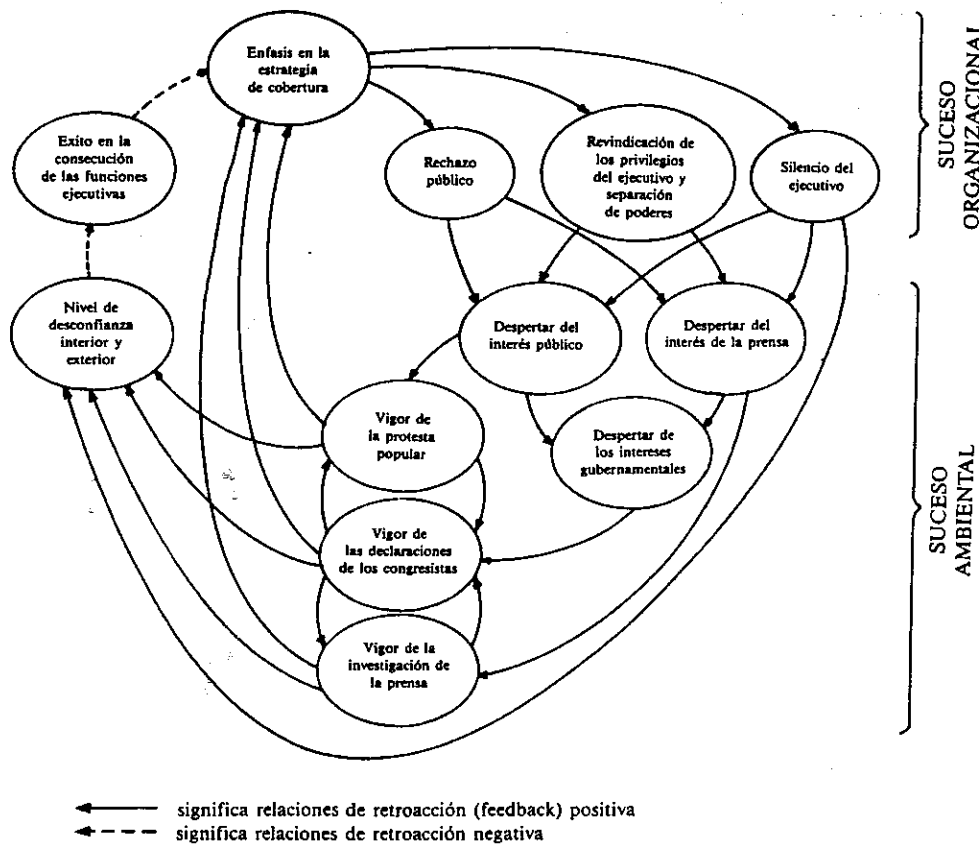 Enfasis en la
estrategia
de cobertura
Exito en la
consecución
de las funciones
ejecutivas
Rechazo
público
Revindicación de
los privilegios
del ejecutivo y
separación
de poderes
Silencio del
ejecutivo
SUCESO
ORGANIZACIONAL
Nivel de
desconfianza
interior y
exterior
Despertar del
interés público
Despertar del
interés de la prensa
Vigor de
la protesta
popular
Despertar de
los intereses
gubernamentales
Vigor de
las declaraciones
de los congresistas
Vigor de la
investigación de
la prensa
SUCESO
AMBIENTAL
significa relaciones de retroacción (feedback) positiva
significa relaciones de retroacción negativa